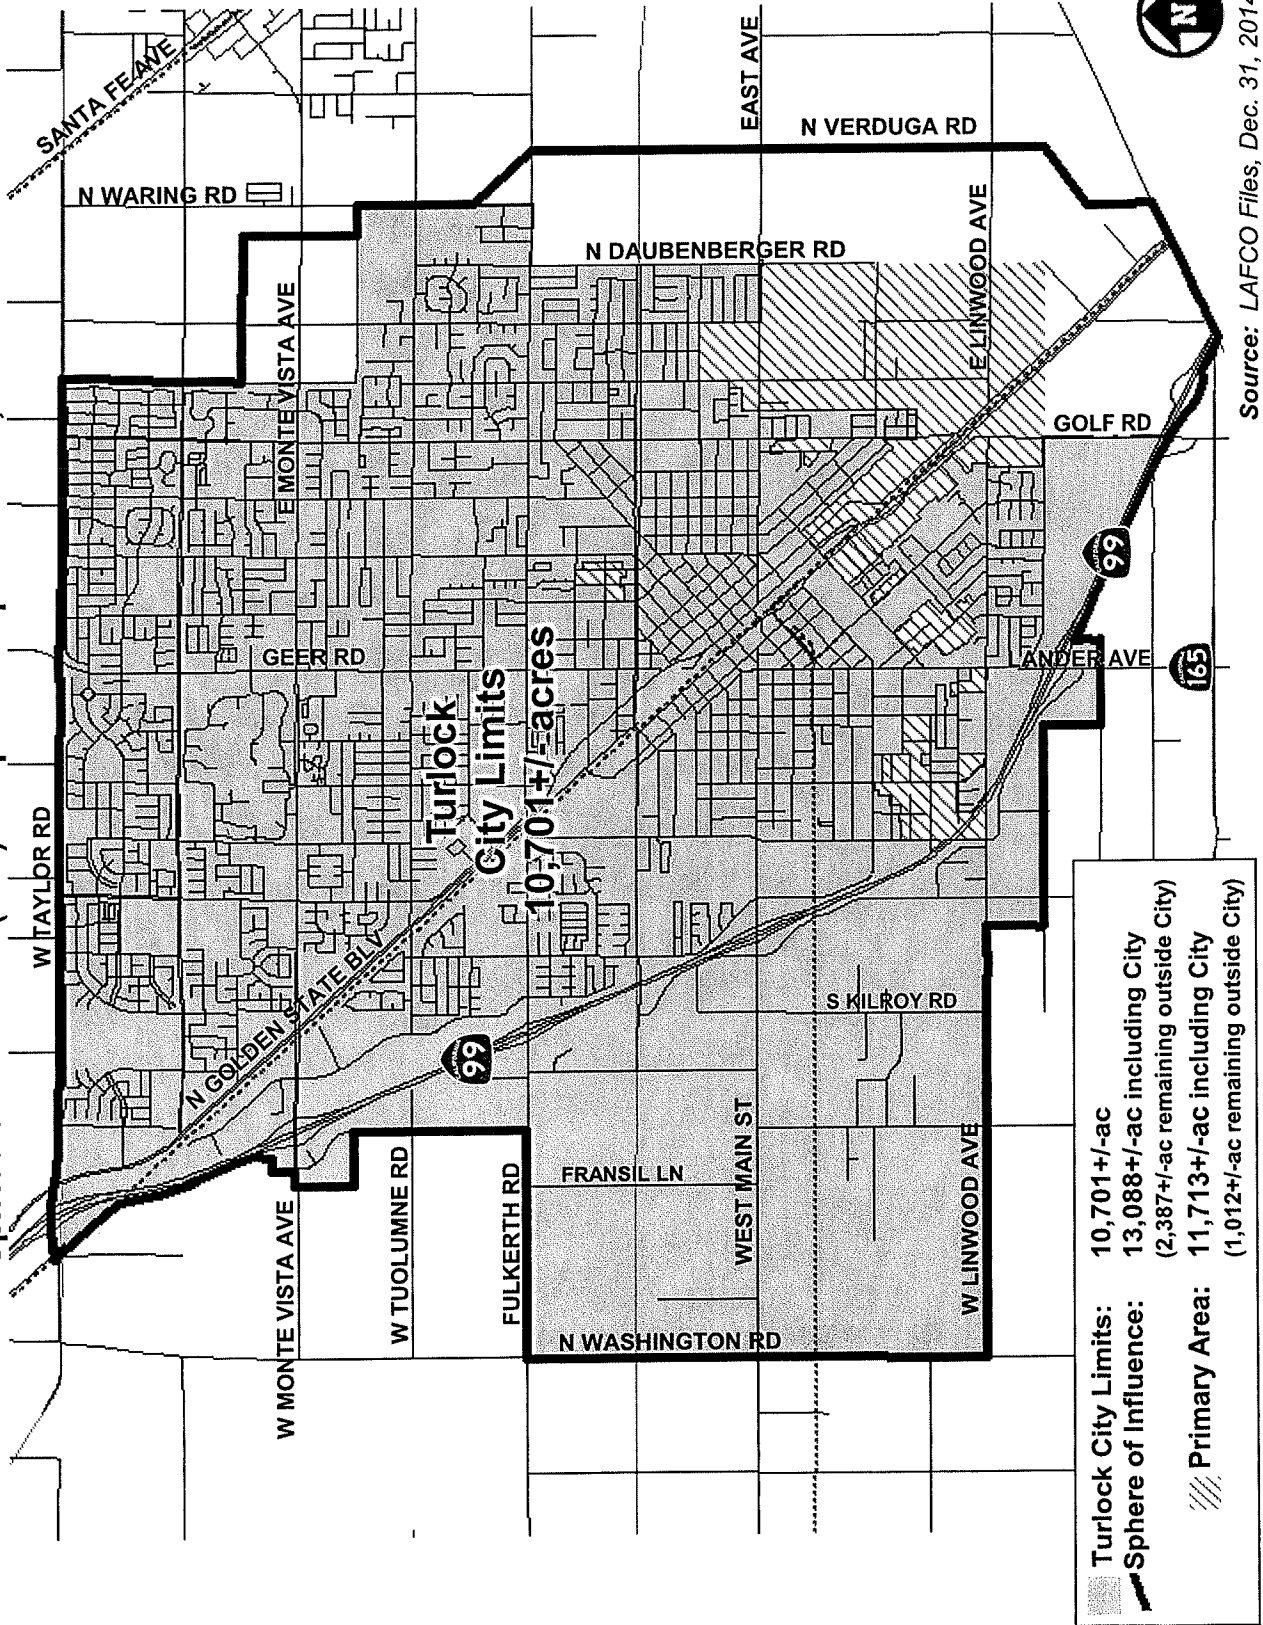 SANTA FE AVE
N WARING RD
EAST AVE
N VERDUGA RD
W TAYLOR RD
E MONTE VISTA AVE
N DAUBENBERGER RD
E LINWOOD AVE
GOLF RD
GEER RD
LANDER AVE
99
165
Turlock
City Limits
10,701+/-acres
N GOLDEN STATE BLV
99
S KILROY RD
W MONTE VISTA AVE
W TUOLUMNE RD
FULKERTH RD
FRANSIL LN
WEST MAIN ST
W LINWOOD AVE
N WASHINGTON RD
N
Source: LAFCO Files, Dec. 31, 2014
Turlock City Limits: 10,701+/-ac
Sphere of Influence: 13,088+/-ac including City
(2,387+/-ac remaining outside City)
Primary Area: 11,713+/-ac including City
(1,012+/-ac remaining outside City)